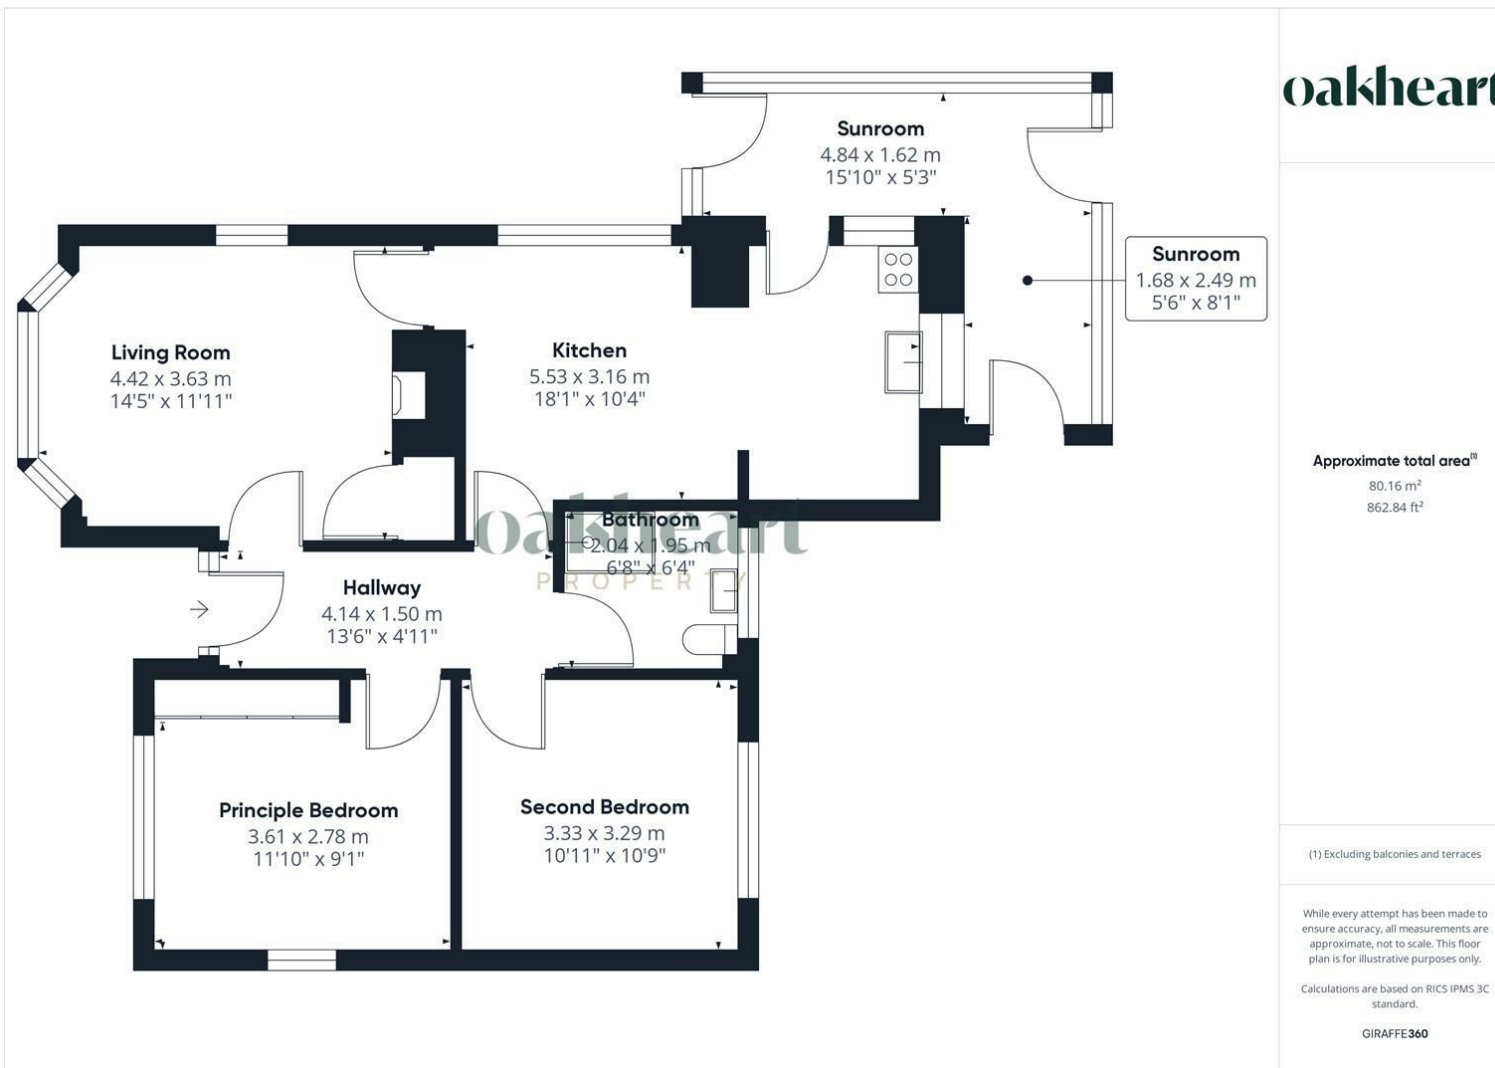 Sunroom
4.84 x 1.62 m
15'10" x 5'3"
Sunroom
1.68 x 2.49 m
5'6" x 8'1"
Living Room
4.42 x 3.63 m
14'5" x 11'11"
Kitchen
5.53 x 3.16 m
18'1" x 10'4"
Bathroom
2.04 x 1.95 m
6'8" x 6'4"
oakheart
PROPERTY
Hallway
4.14 x 1.50 m
13'6" x 4'11"
Principle Bedroom
3.61 x 2.78 m
11'10" x 9'1"
Second Bedroom
3.33 x 3.29 m
10'11" x 10'9"
oakheart
Approximate total area⁽¹⁾
80.16 m²
862.84 ft²
(1) Excluding balconies and terraces
While every attempt has been made to
ensure accuracy, all measurements are
approximate, not to scale. This floor
plan is for illustrative purposes only.
Calculations are based on RICS IPMS 3C
standard.
GIRAFFE360